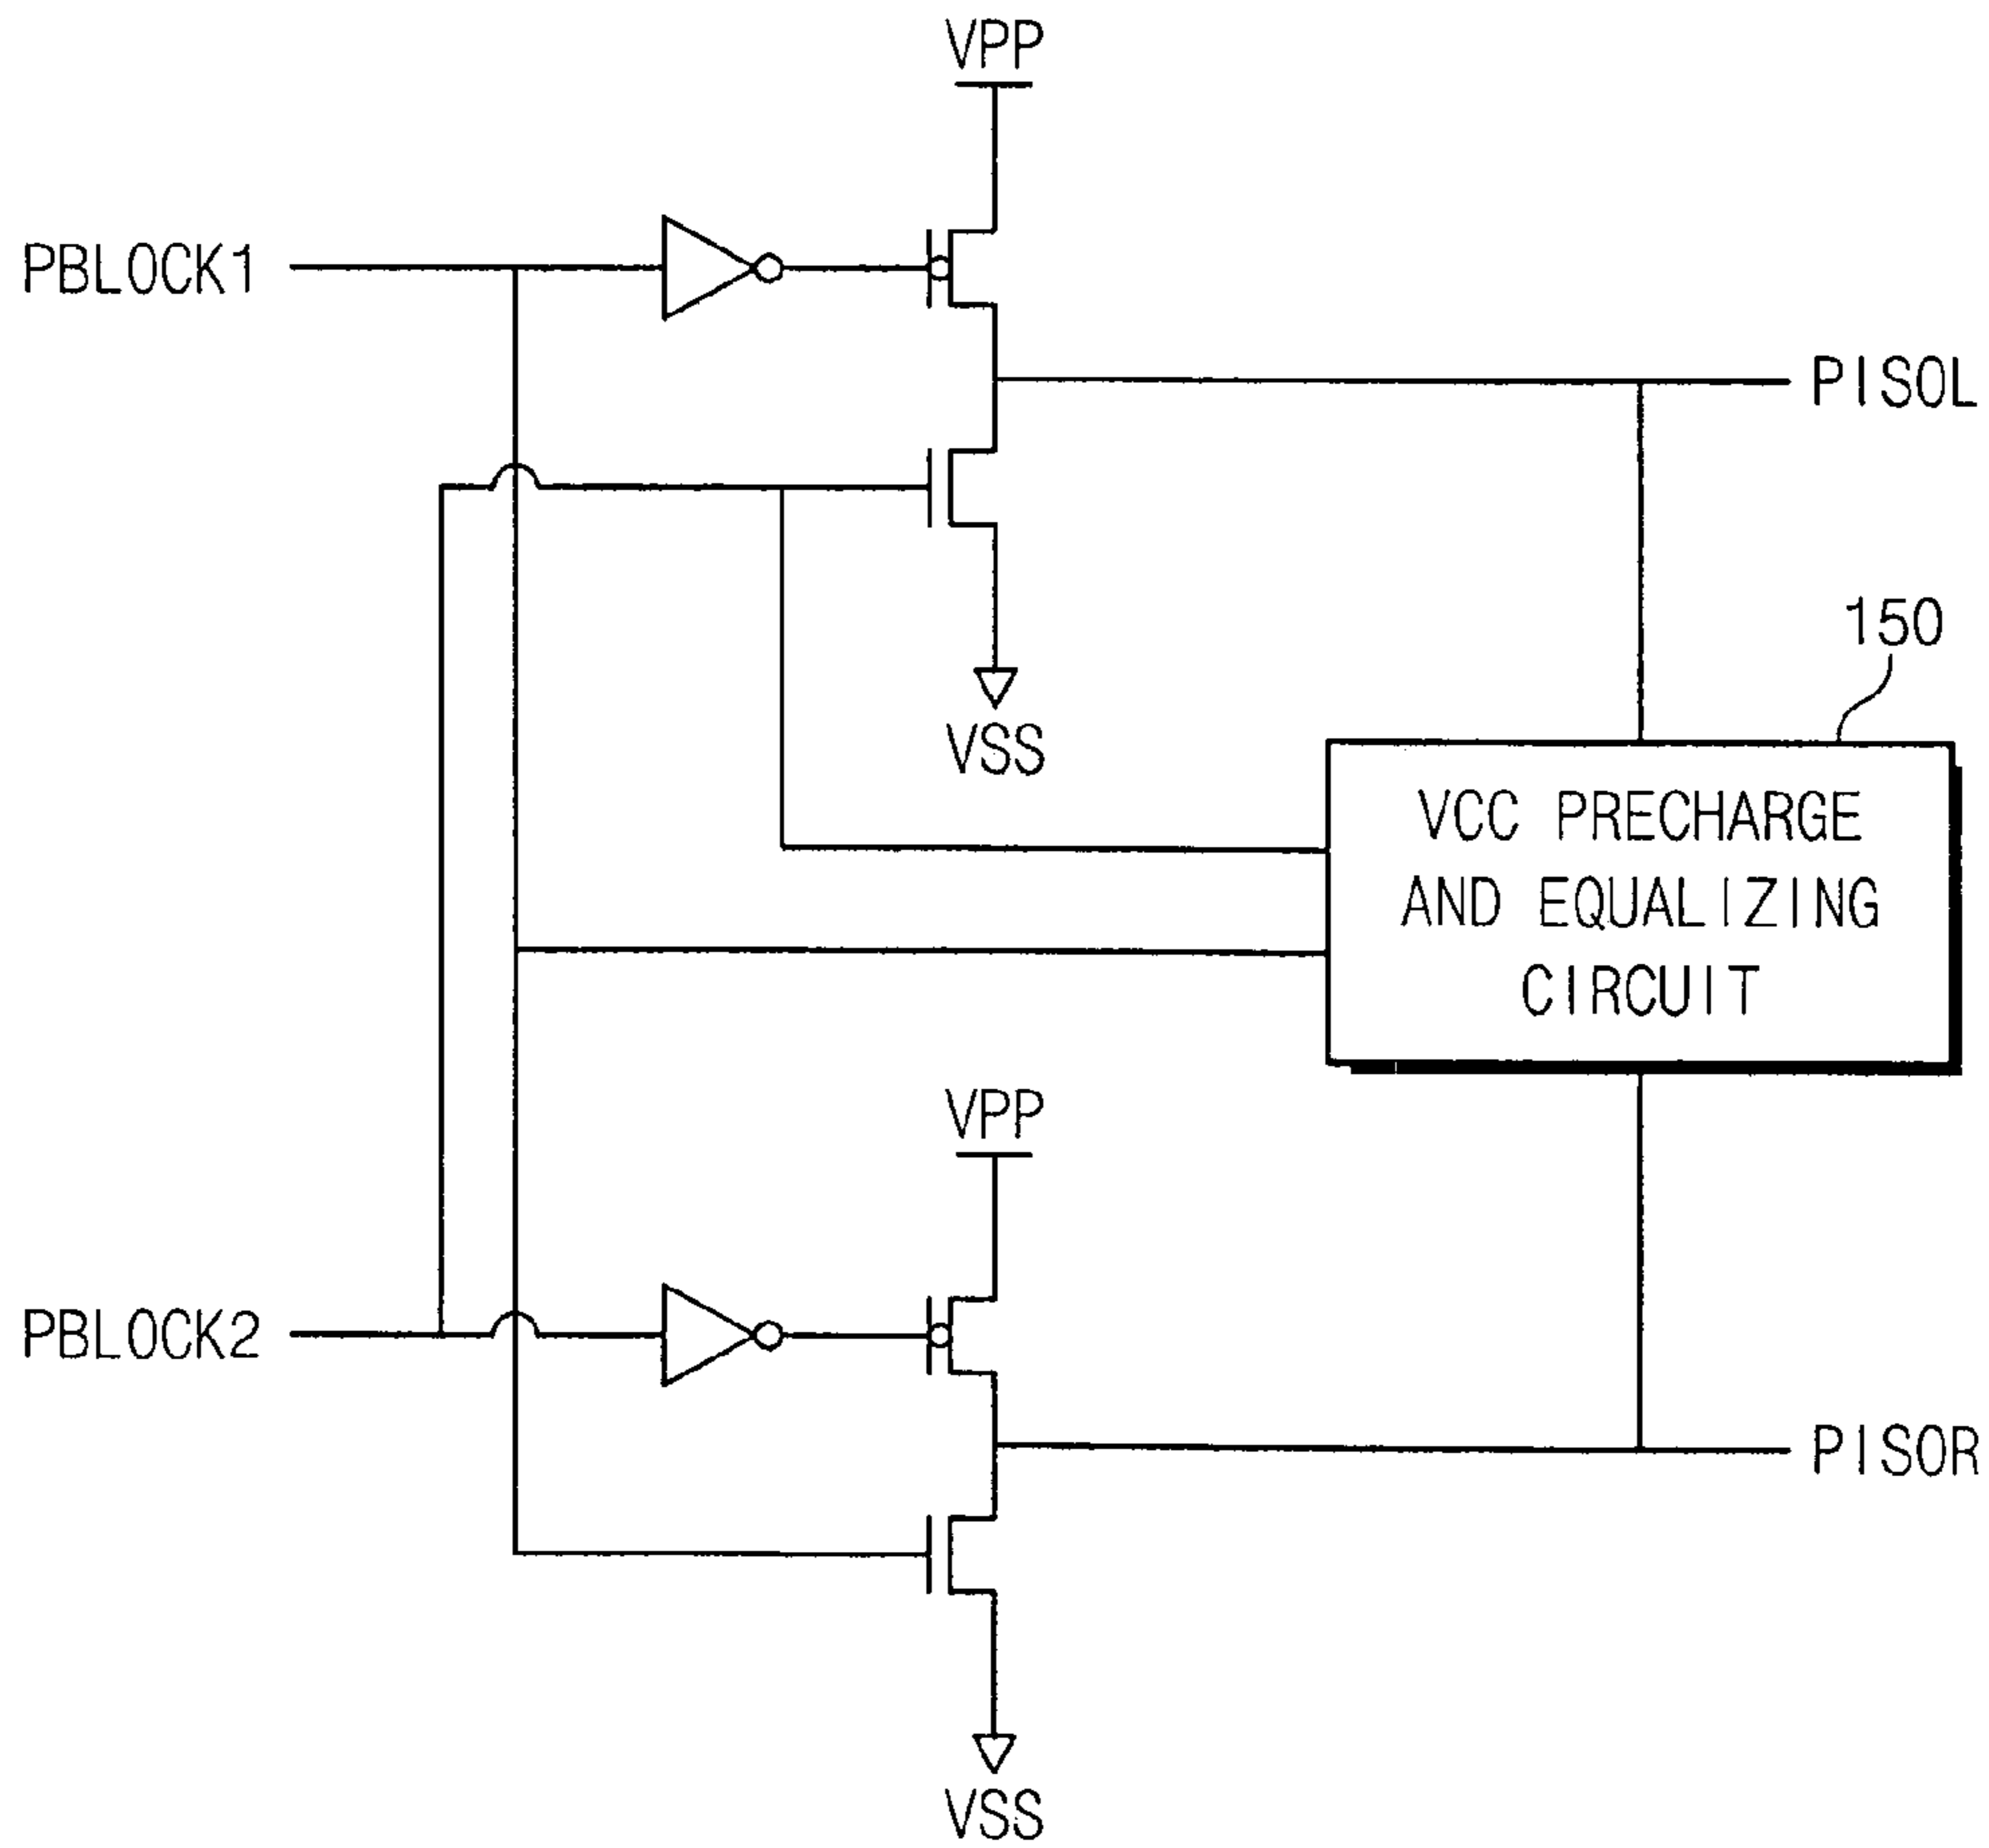 VPP
PBLOCK1
PISOL
150
VSS
VCC PRECHARGE
AND EQUALIZING
CIRCUIT
VPP
PBLOCK2
PISOR
VSS